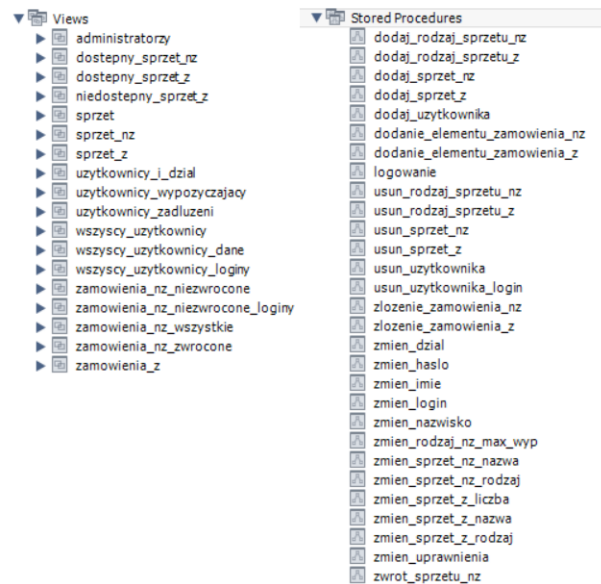 Views
administratorzy
dostepny_sprzet_nz
dostepny_sprzet_z
niedostepny_sprzet_z
sprzet
sprzet_nz
sprzet_z
uzytkownicy_i_dzial
uzytkownicy_wypozyczajacy
uzytkownicy_zadluzeni
wszyscy_uzytkownicy
wszyscy_uzytkownicy_dane
wszyscy_uzytkownicy_loginy
zamowienia_nz_niezwrocone
zamowienia_nz_niezwrocone_loginy
zamowienia_nz_wszystkie
zamowienia_nz_zwrocone
zamowienia_z
Stored Procedures
dodaj_rodzaj_sprzetu_nz
dodaj_rodzaj_sprzetu_z
dodaj_sprzet_nz
dodaj_sprzet_z
dodaj_uzytkownika
dodanie_elementu_zamowienia_nz
dodanie_elementu_zamowienia_z
logowanie
usun_rodzaj_sprzetu_nz
usun_rodzaj_sprzetu_z
usun_sprzet_nz
usun_sprzet_z
usun_uzytkownika
usun_uzytkownika_login
zlozenie_zamowienia_nz
zlozenie_zamowienia_z
zmien_dzial
zmien_haslo
zmien_imie
zmien_login
zmien_nazwisko
zmien_rodzaj_nz_max_wyp
zmien_sprzet_nz_nazwa
zmien_sprzet_nz_rodzaj
zmien_sprzet_z_liczba
zmien_sprzet_z_nazwa
zmien_sprzet_z_rodzaj
zmien_uprawnienia
zwrot_sprzetu_nz